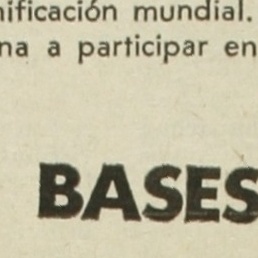 nificación mundial.
na a participar en
BASES